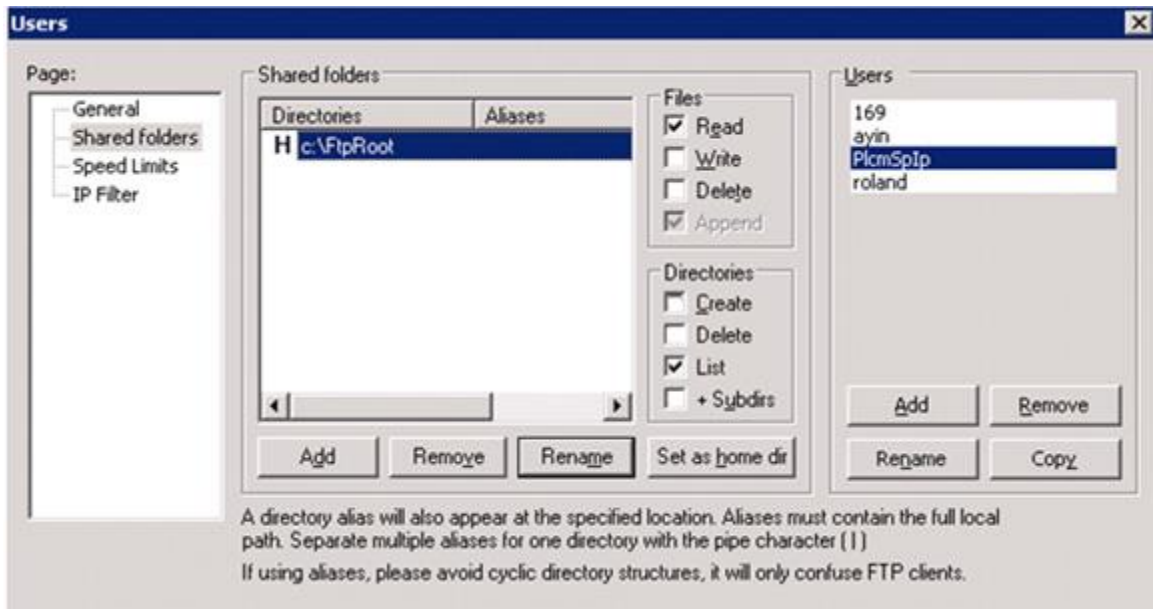 Users
Page:
General
Shared folders
Speed Limits
IP Filter
Shared folders
Directories Aliases
H c:\FtpRoot
Files
Read
Write
Delete
Append
Directories
Create
Delete
List
+ Subdirs
Add Remove Rename Set as home dir
Users
169
ayin
PlcmSpIp
roland
Add Remove
Rename Copy
A directory alias will also appear at the specified location. Aliases must contain the full local
path. Separate multiple aliases for one directory with the pipe character ( | )
If using aliases, please avoid cyclic directory structures, it will only confuse FTP clients.